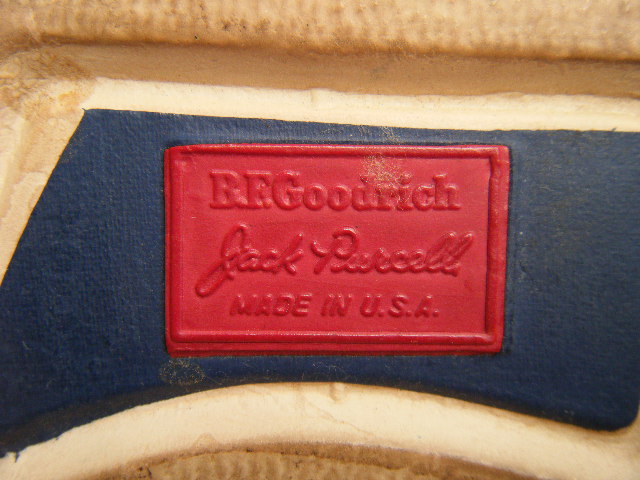 B.F.Goodrich
Jack Purcell
MADE IN U.S.A.